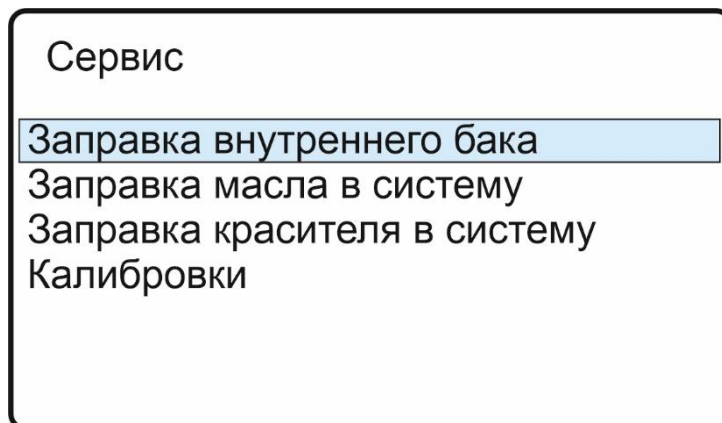 Сервис
Заправка внутреннего бака
Заправка масла в систему
Заправка красителя в систему
Калибровки